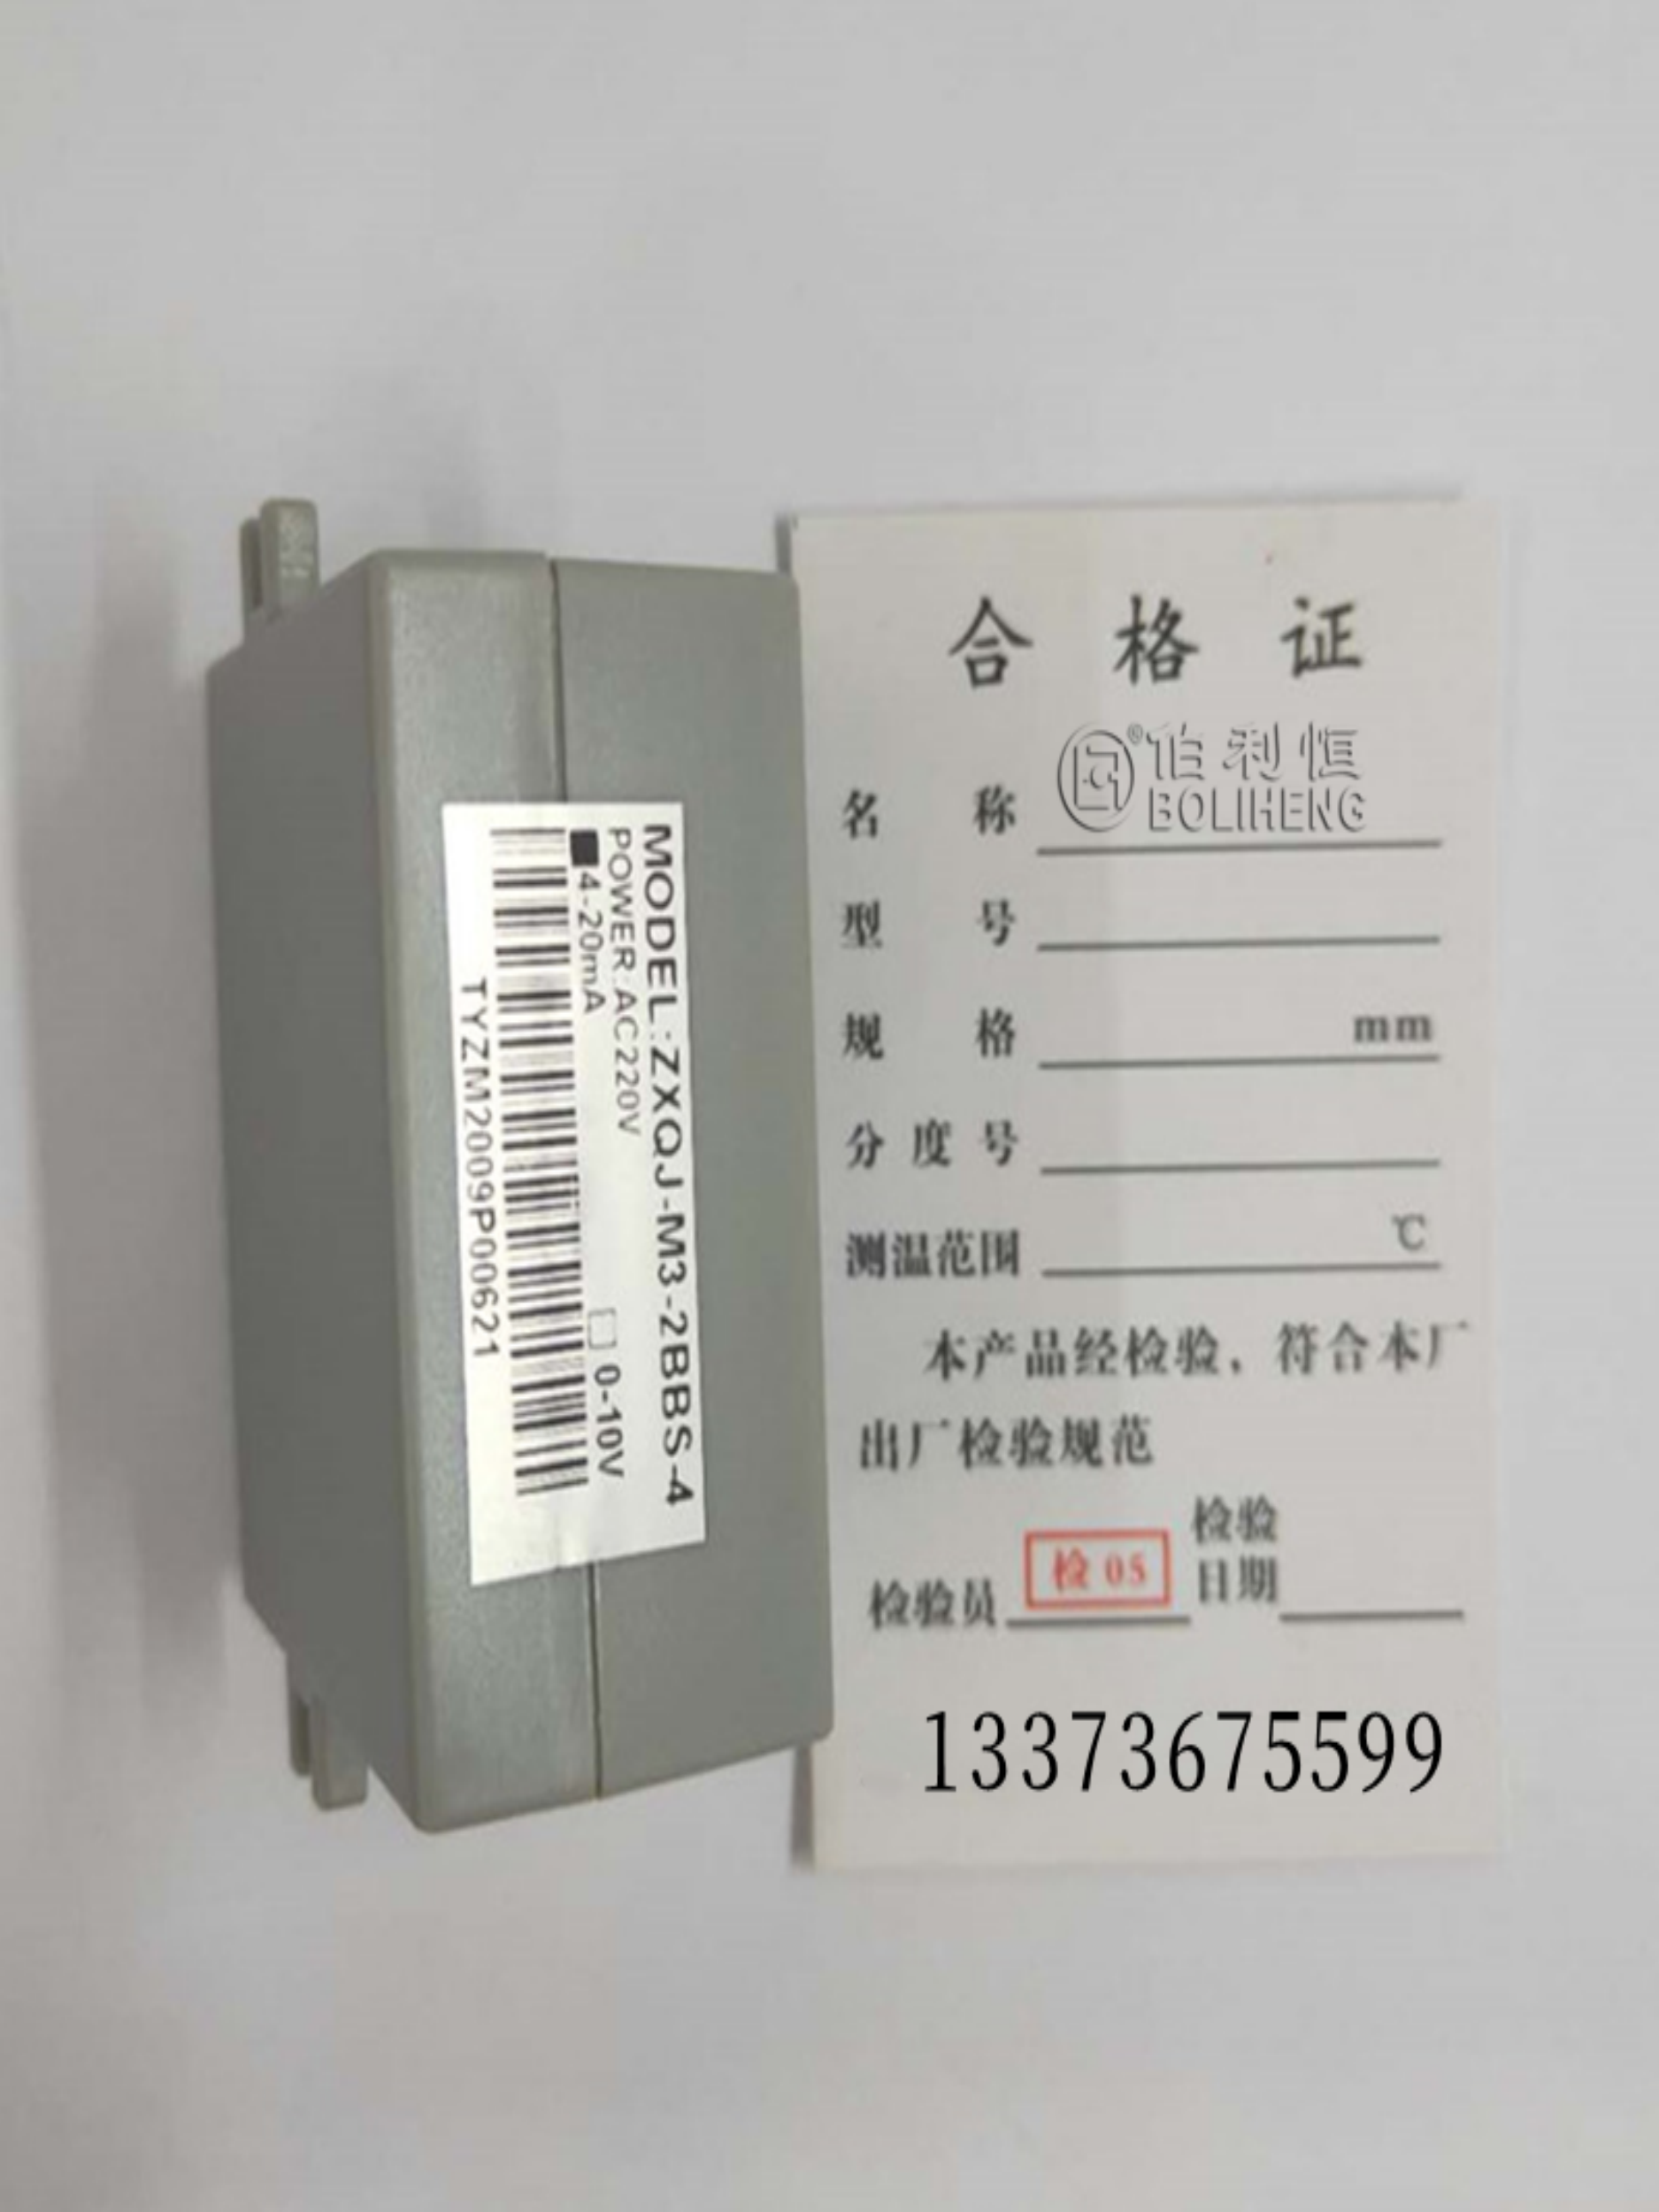 MODEL:ZXQJ-M3-2BBS-4
POWER:AC220V
■4-20mA □ 0-10V
TYZM2009P00621
合格证
伯利恒
BOLIHENG
名称
型号
规格 mm
分度号
测温范围 ℃
本产品经检验、符合本厂
出厂检验规范
检验员 检05 检验日期
13373675599